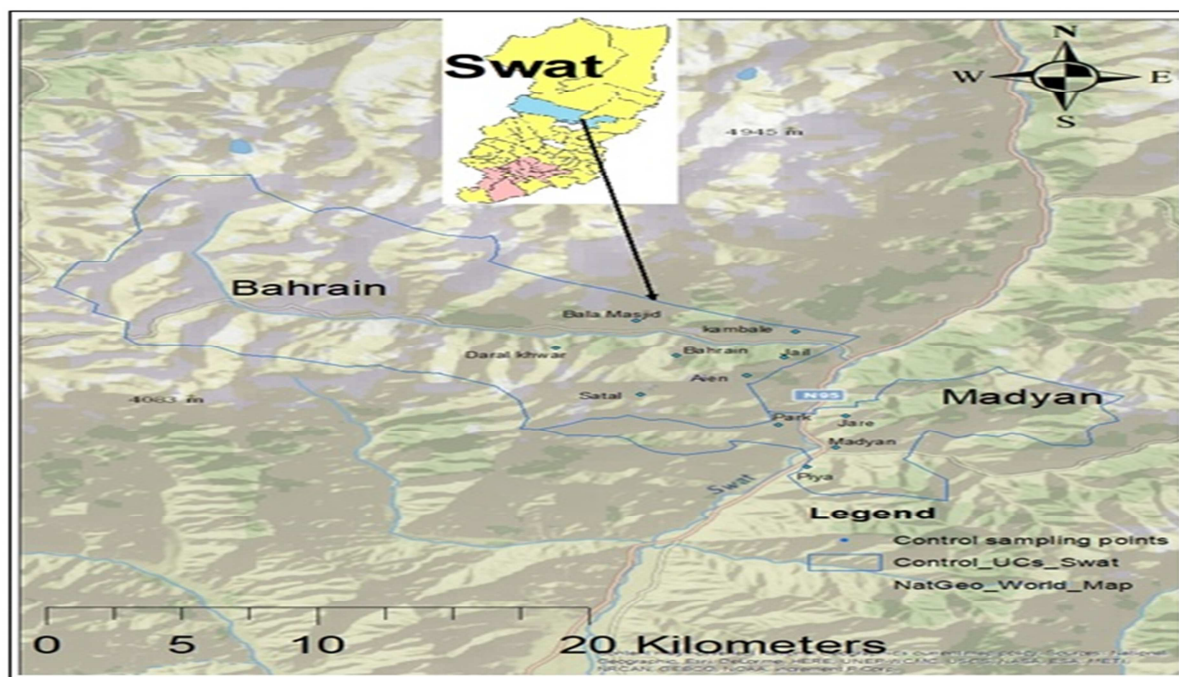 Swat
N
W E
S
4945 m
Bahrain
Bala Masjid
kambale
Daral khwar
Bahrain
Jail
Aien
Satal
4083 m
N95
Madyan
Park
Jare
Madyan
Piya
Swat
Legend
Control sampling points
Control_UCs_Swat
NatGeo_World_Map
0 5 10 20 Kilometers